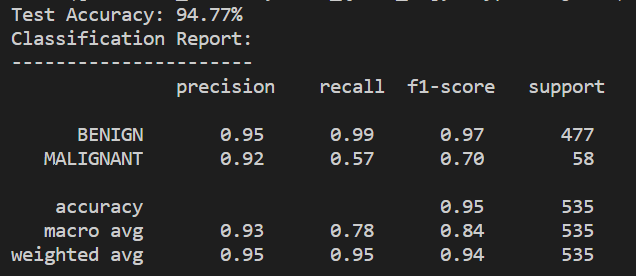 Test Accuracy: 94.77%
Classification Report:
----------------------
precision recall f1-score support
BENIGN 0.95 0.99 0.97 477
MALIGNANT 0.92 0.57 0.70 58
accuracy 0.95 535
macro avg 0.93 0.78 0.84 535
weighted avg 0.95 0.95 0.94 535